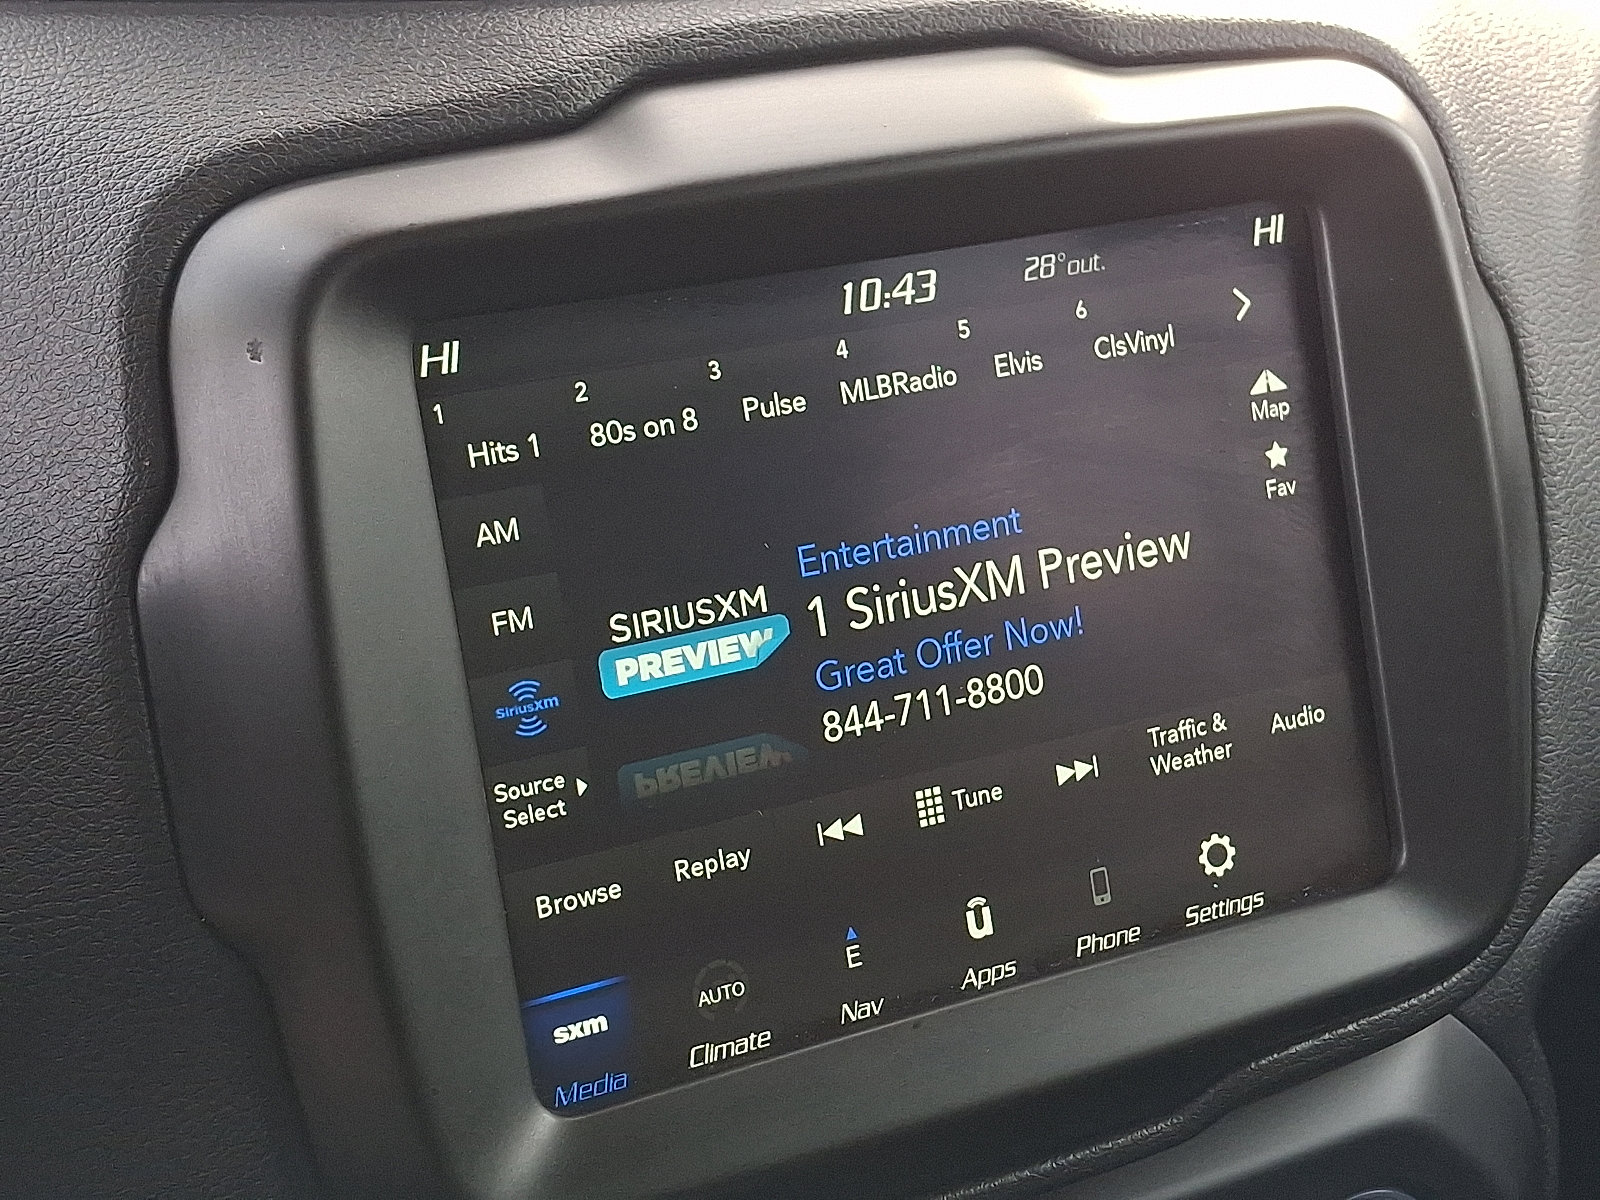 HI
10:43
28°out.
HI
1 Hits 1
2 80s on 8
3 Pulse
4 MLBRadio
5 Elvis
6 ClsVinyl
Map
Fav
AM
FM
SiriusXM
Source
Select
SIRIUSXM
PREVIEW
Entertainment
1 SiriusXM Preview
Great Offer Now!
844-711-8800
PREVIEW
Browse
Replay
Tune
Traffic &
Weather
Audio
sxm
Media
AUTO
Climate
E
Nav
u
Apps
Phone
Settings